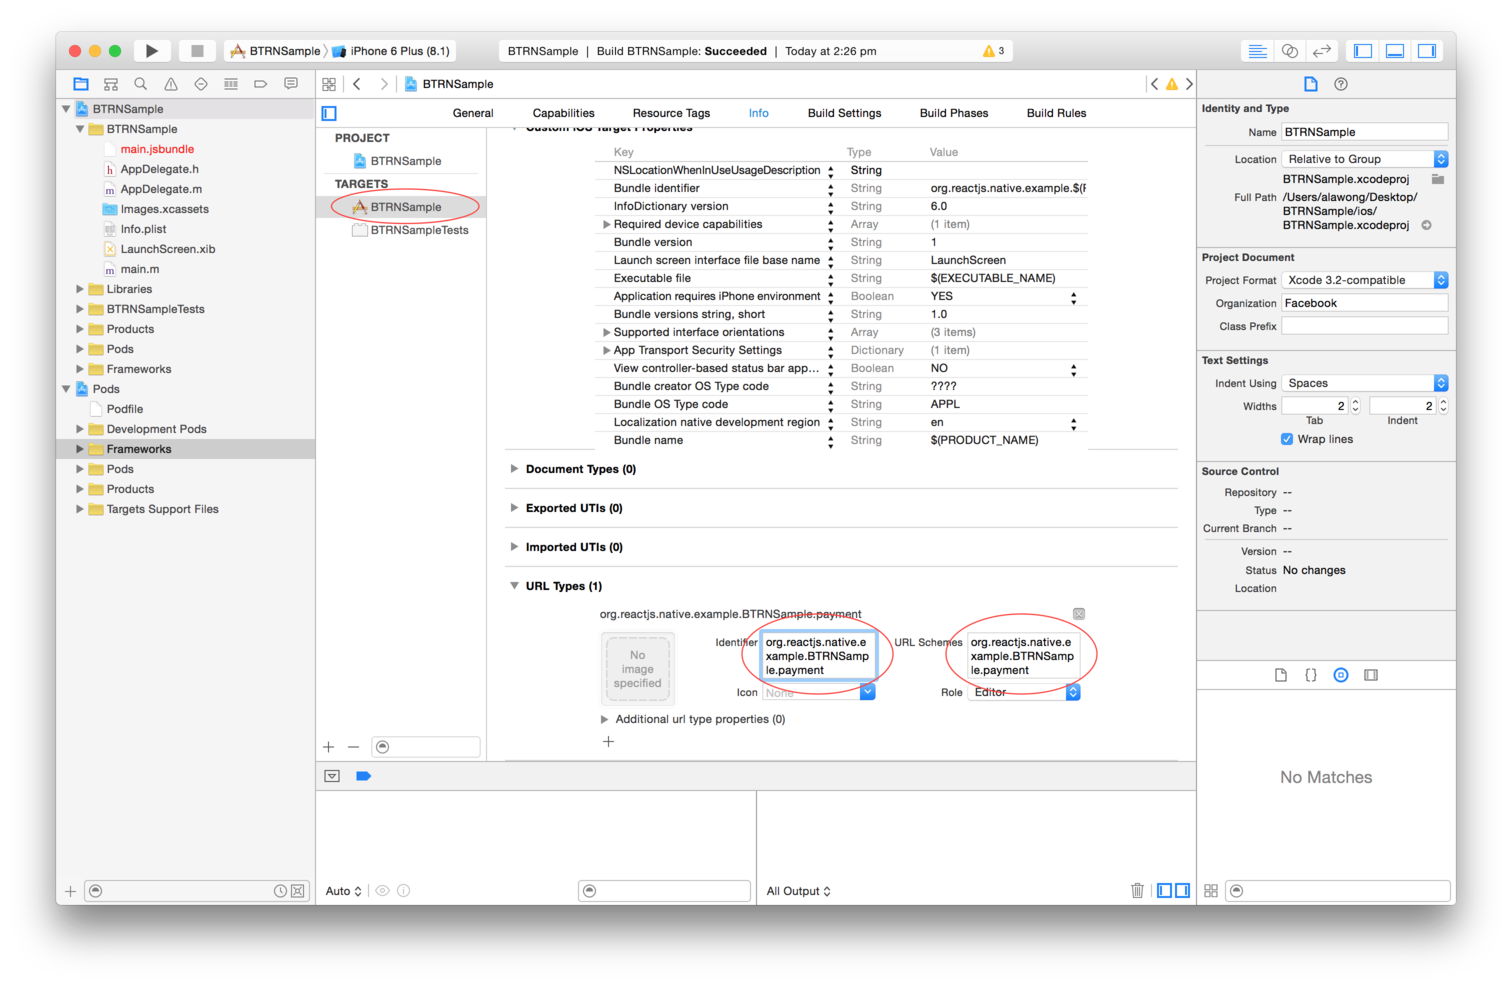 BTRNSample 〉 iPhone 6 Plus (8.1)
BTRNSample | Build BTRNSample: Succeeded | Today at 2:26 pm
3
BTRNSample
BTRNSample
main.jsbundle
AppDelegate.h
AppDelegate.m
Images.xcassets
Info.plist
LaunchScreen.xib
main.m
Libraries
BTRNSampleTests
Products
Pods
Frameworks
Pods
Podfile
Development Pods
Frameworks
Pods
Products
Targets Support Files
BTRNSample
General Capabilities Resource Tags Info Build Settings Build Phases Build Rules
PROJECT
BTRNSample
TARGETS
BTRNSample
BTRNSampleTests
Custom iOS Target Properties
Key Type Value
NSLocationWhenInUseUsageDescription String
Bundle identifier String org.reactjs.native.example.$(F
InfoDictionary version String 6.0
Required device capabilities Array (1 item)
Bundle version String 1
Launch screen interface file base name String LaunchScreen
Executable file String $(EXECUTABLE_NAME)
Application requires iPhone environment Boolean YES
Bundle versions string, short String 1.0
Supported interface orientations Array (3 items)
App Transport Security Settings Dictionary (1 item)
View controller-based status bar app... Boolean NO
Bundle creator OS Type code String ????
Bundle OS Type code String APPL
Localization native development region String en
Bundle name String $(PRODUCT_NAME)
Document Types (0)
Exported UTIs (0)
Imported UTIs (0)
URL Types (1)
org.reactjs.native.example.BTRNSample.payment
No
image
specified
Identifier
org.reactjs.native.e
xample.BTRNSamp
le.payment
URL Schemes
org.reactjs.native.e
xample.BTRNSamp
le.payment
Icon None
Role Editor
Additional url type properties (0)
Auto
All Output
Identity and Type
Name BTRNSample
Location Relative to Group
BTRNSample.xcodeproj
Full Path /Users/alawong/Desktop/
BTRNSample/ios/
BTRNSample.xcodeproj
Project Document
Project Format Xcode 3.2-compatible
Organization Facebook
Class Prefix
Text Settings
Indent Using Spaces
Widths 2 2
Tab Indent
Wrap lines
Source Control
Repository --
Type --
Current Branch --
Version --
Status No changes
Location
No Matches